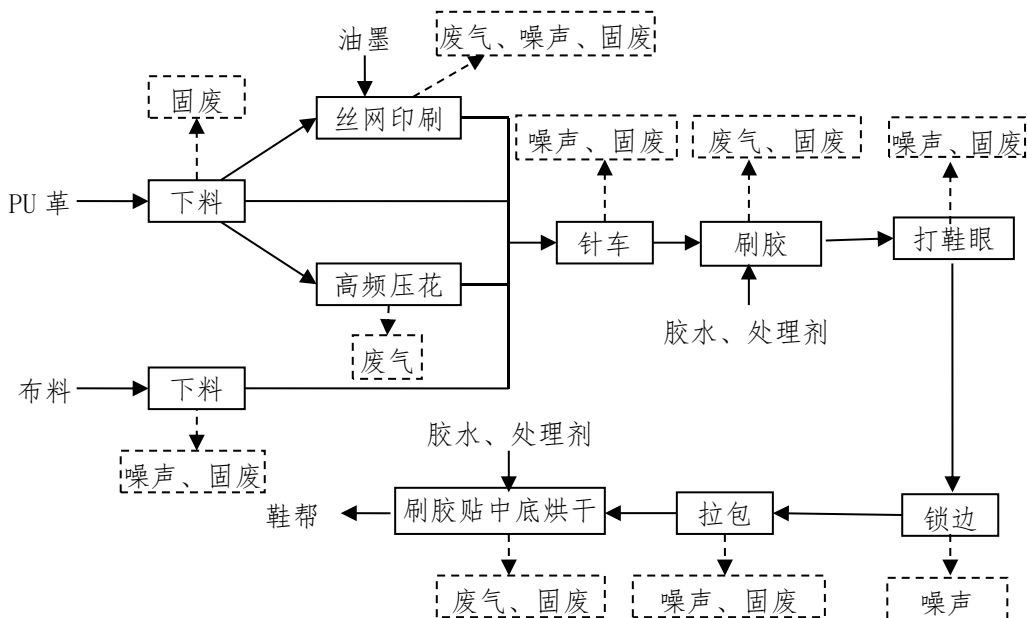 油墨
废气、噪声、固废
固废
丝网印刷
噪声、固废
废气、固废
噪声、固废
PU 革
下料
针车
刷胶
打鞋眼
高频压花
胶水、处理剂
废气
布料
下料
胶水、处理剂
噪声、固废
鞋帮
刷胶贴中底烘干
拉包
锁边
废气、固废
噪声、固废
噪声